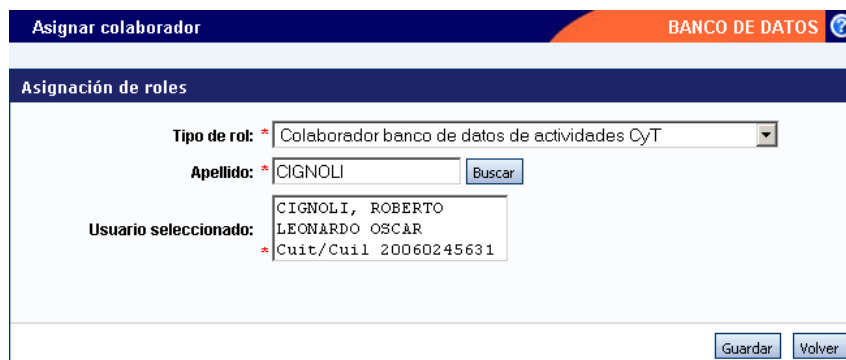 Asignar colaborador BANCO DE DATOS ?
Asignación de roles
Tipo de rol: * Colaborador banco de datos de actividades CyT
Apellido: * CIGNOLI Buscar
CIGNOLI, ROBERTO
Usuario seleccionado: LEONARDO OSCAR
* Cuit/Cuil 20060245631
Guardar Volver